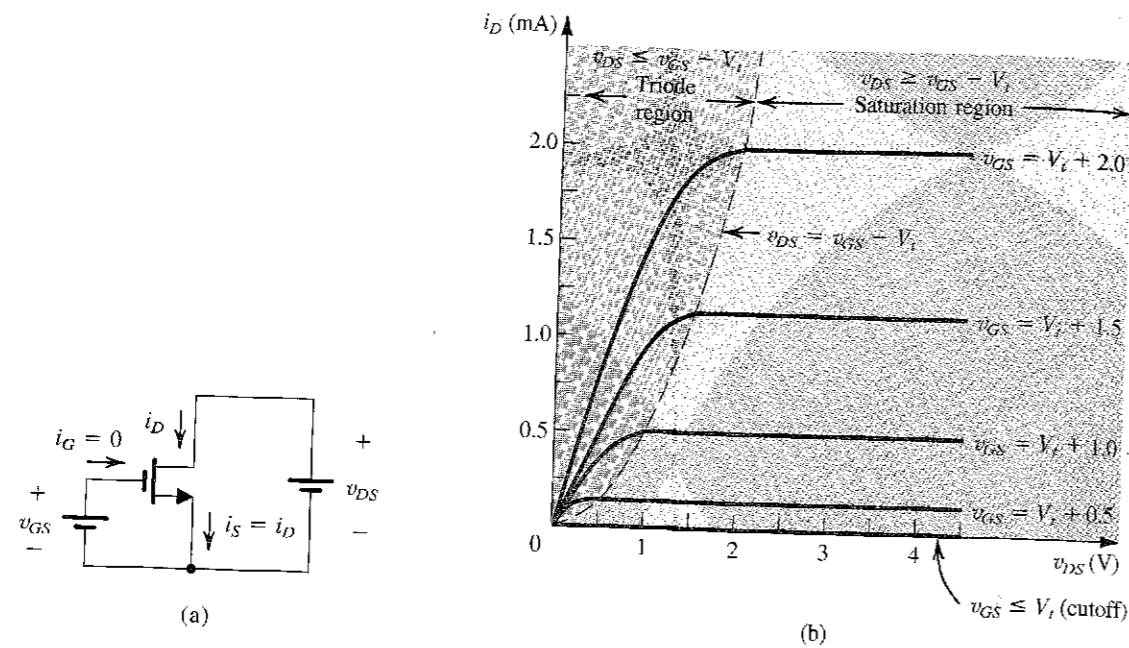 i_D (mA)
v_DS ≤ v_GS − V_t
v_DS ≥ v_GS − V_t
Triode
region
Saturation region
2.0
v_GS = V_t + 2.0
1.5
v_DS = v_GS − V_t
1.0
v_GS = V_t + 1.5
0.5
v_GS = V_t + 1.0
v_GS = V_t + 0.5
0
1
2
3
4
v_DS (V)
v_GS ≤ V_t (cutoff)
(b)
i_G = 0
i_D
+
+
v_GS
v_DS
−
i_S = i_D
−
(a)